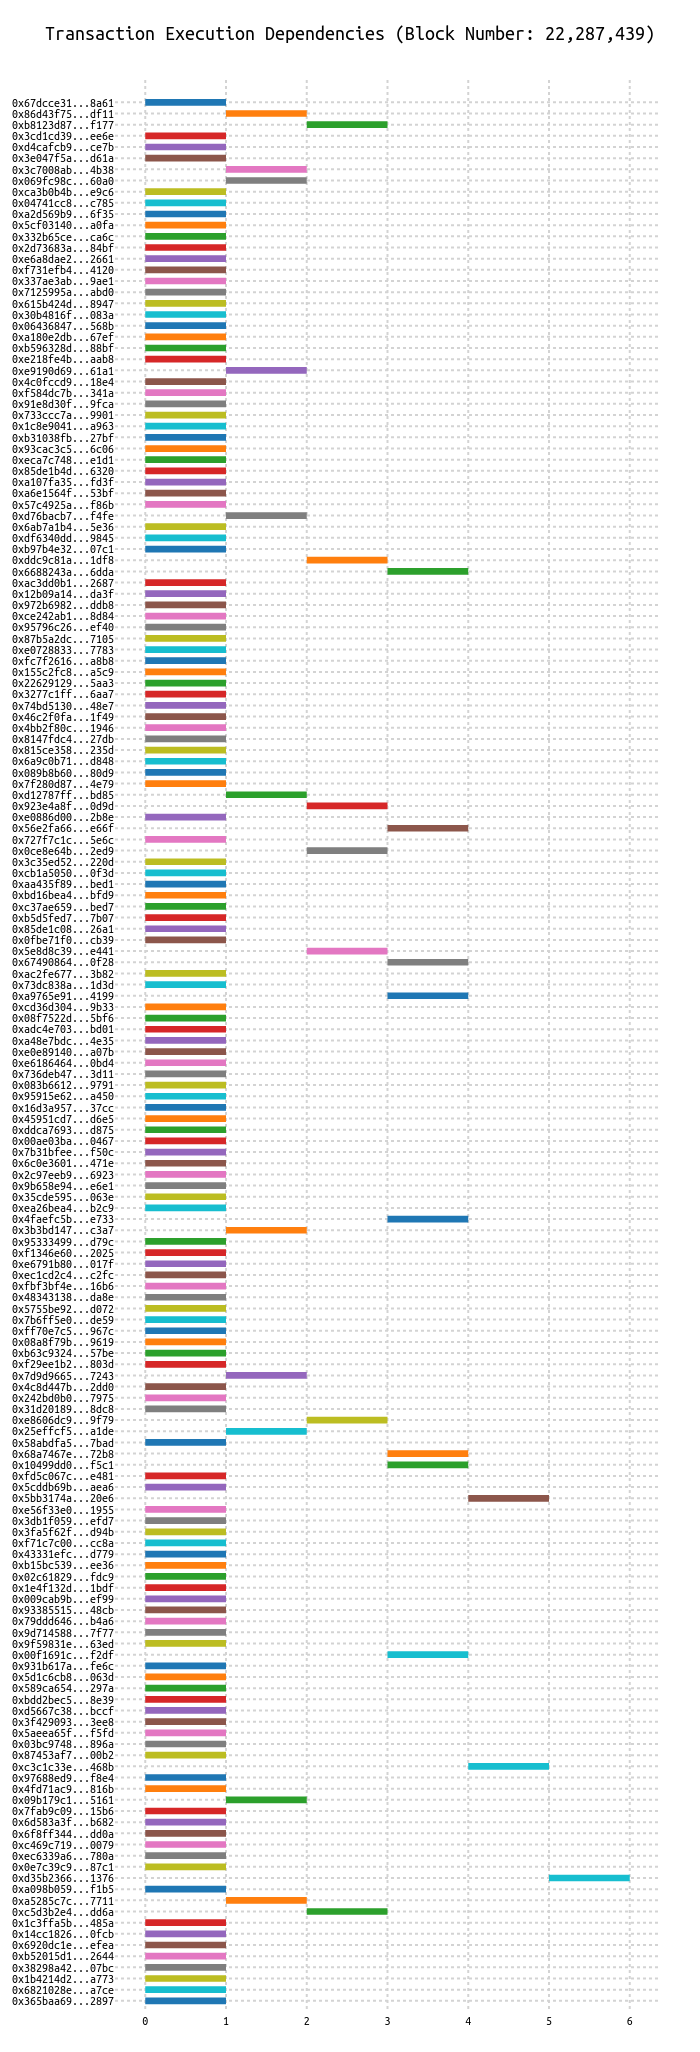 Transaction Execution Dependencies (Block Number: 22,287,439)
0x67dcce31...8a61
0x86d43f75...df11
0xb8123d87...f177
0x3cd1cd39...ee6e
0xd4cafcb9...ce7b
0x3e047f5a...d61a
0x3c7008ab...4b38
0x069fc98c...60a0
0xca3b0b4b...e9c6
0x04741cc8...c785
0xa2d569b9...6f35
0x5cf03140...a0fa
0x332b65ce...ca6c
0x2d73683a...84bf
0xe6a8dae2...2661
0xf731efb4...4120
0x337ae3ab...9ae1
0x7125995a...abd0
0x615b424d...8947
0x30b4816f...083a
0x06436847...568b
0xa180e2db...67ef
0xb596328d...88bf
0xe218fe4b...aab8
0xe9190d69...61a1
0x4c0fccd9...18e4
0xf584dc7b...341a
0x91e8d30f...9fca
0x733ccc7a...9901
0x1c8e9041...a963
0xb31038fb...27bf
0x93cac3c5...6c06
0xeca7c748...e1d1
0x85de1b4d...6320
0xa107fa35...fd3f
0xa6e1564f...53bf
0x57c4925a...f86b
0xd76bacb7...f4fe
0x6ab7a1b4...5e36
0xdf6340dd...9845
0xb97b4e32...07c1
0xddc9c81a...1df8
0x6688243a...6dda
0xac3dd0b1...2687
0x12b09a14...da3f
0x972b6982...ddb8
0xce242ab1...8d84
0x95796c26...ef40
0x87b5a2dc...7105
0xe0728833...7783
0xfc7f2616...a8b8
0x155c2fc8...a5c9
0x22629129...5aa3
0x3277c1ff...6aa7
0x74bd5130...48e7
0x46c2f0fa...1f49
0x4bb2f80c...1946
0x8147fdc4...27db
0x815ce358...235d
0x6a9c0b71...d848
0x089b8b60...80d9
0x7f280d87...4e79
0xd12787ff...bd85
0x923e4a8f...0d9d
0xe0886d00...2b8e
0x56e2fa66...e66f
0x727f7c1c...5e6c
0x0ce8e64b...2ed9
0x3c35ed52...220d
0xcb1a5050...0f3d
0xaa435f89...bed1
0xbd16bea4...bfd9
0xc37ae659...bed7
0xb5d5fed7...7b07
0x85de1c08...26a1
0x0fbe71f0...cb39
0x5e8d8c39...e441
0x67490864...0f28
0xac2fe677...3b82
0x73dc838a...1d3d
0xa9765e91...4199
0xcd36d304...9b33
0x08f7522d...5bf6
0xadc4e703...bd01
0xa48e7bdc...4e35
0xe0e89140...a07b
0xe6186464...0bd4
0x736deb47...3d11
0x083b6612...9791
0x95915e62...a450
0x16d3a957...37cc
0x45951cd7...d6e5
0xddca7693...d875
0x00ae03ba...0467
0x7b31bfee...f50c
0x6c0e3601...471e
0x2c97eeb9...6923
0x9b658e94...e6e1
0x35cde595...063e
0xea26bea4...b2c9
0x4faefc5b...e733
0x3b3bd147...c3a7
0x95333499...d79c
0xf1346e60...2025
0xe6791b80...017f
0xec1cd2c4...c2fc
0xfbf3bf4e...16b6
0x48343138...da8e
0x5755be92...d072
0x7b6ff5e0...de59
0xff70e7c5...967c
0x08a8f79b...9619
0xb63c9324...57be
0xf29ee1b2...803d
0x7d9d9665...7243
0x4c8d447b...2dd0
0x242bd0b0...7975
0x31d20189...8dc8
0xe8606dc9...9f79
0x25effcf5...a1de
0x58abdfa5...7bad
0x68a7467e...72b8
0x10499dd0...f5c1
0xfd5c067c...e481
0x5cddb69b...aea6
0x5bb3174a...20e6
0xe56f33e0...1955
0x3db1f059...efd7
0x3fa5f62f...d94b
0xf71c7c00...cc8a
0x43331efc...d779
0xb15bc539...ee36
0x02c61829...fdc9
0x1e4f132d...1bdf
0x009cab9b...ef99
0x93385515...48cb
0x79ddd646...b4a6
0x9d714588...7f77
0x9f59831e...63ed
0x00f1691c...f2df
0x931b617a...fe6c
0x5d1c6cb8...063d
0x589ca654...297a
0xbdd2bec5...8e39
0xd5667c38...bccf
0x3f429093...3ee8
0x5aeea65f...f5fd
0x03bc9748...896a
0x87453af7...00b2
0xc3c1c33e...468b
0x97688ed9...f8e4
0x4fd71ac9...816b
0x09b179c1...5161
0x7fab9c09...15b6
0x6d583a3f...b682
0x6f8ff344...dd0a
0xc469c719...0079
0xec6339a6...780a
0x0e7c39c9...87c1
0xd35b2366...1376
0xa098b059...f1b5
0xa5285c7c...7711
0xc5d3b2e4...dd6a
0x1c3ffa5b...485a
0x14cc1826...0fcb
0x6920dc1e...efea
0xb52015d1...2644
0x38298a42...07bc
0x1b4214d2...a773
0x6821028e...a7ce
0x365baa69...2897
0 1 2 3 4 5 6